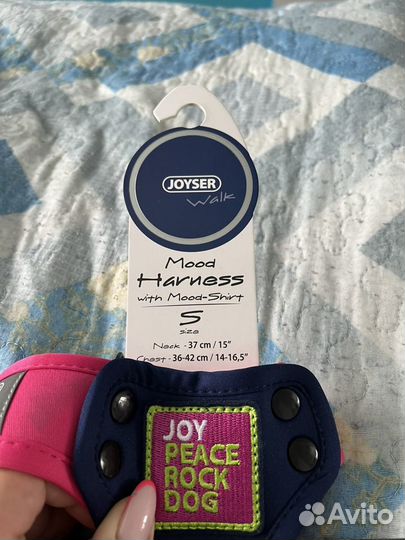 JOYSER
Walk
Mood
Harness
with Mood-Shirt
S
size
Neck - 37 cm / 15"
Chest - 36-42 cm / 14-16,5"
JOY
PEACE
ROCK
DOG
Avito